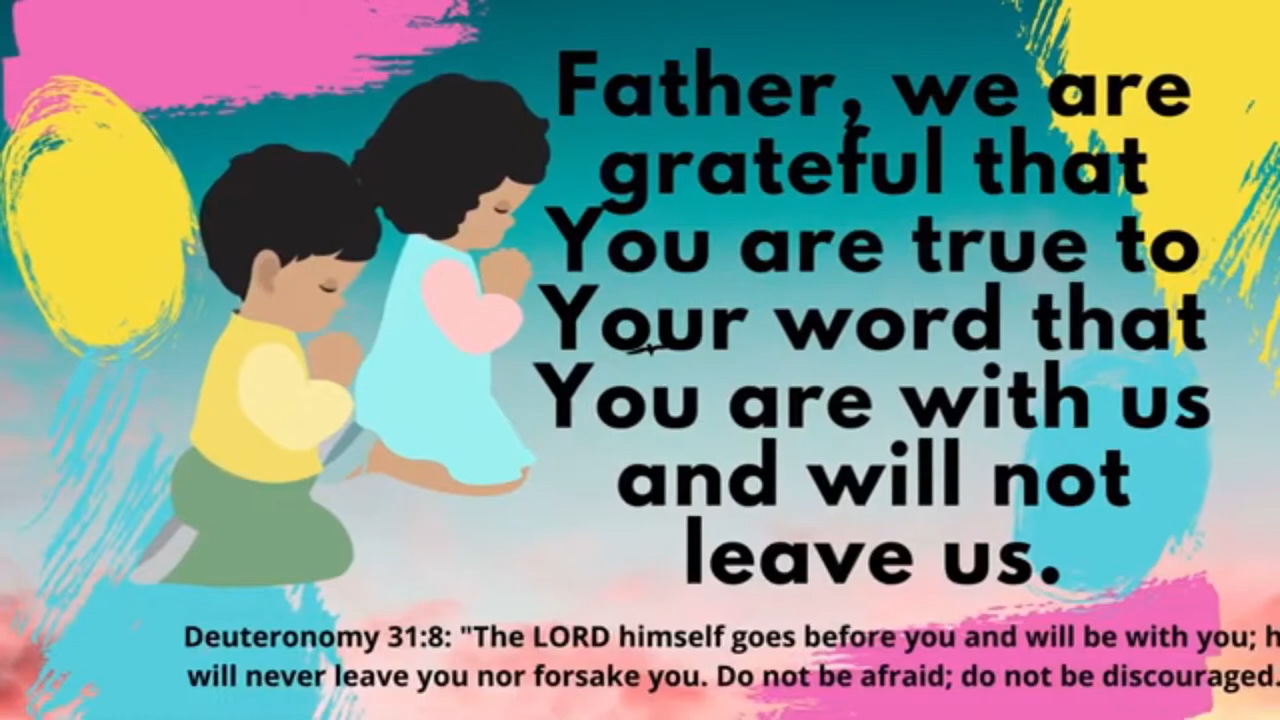 Father, we are
grateful that
You are true to
Your word that
You are with us
and will not
leave us.
Deuteronomy 31:8: "The LORD himself goes before you and will be with you; h
will never leave you nor forsake you. Do not be afraid; do not be discouraged.